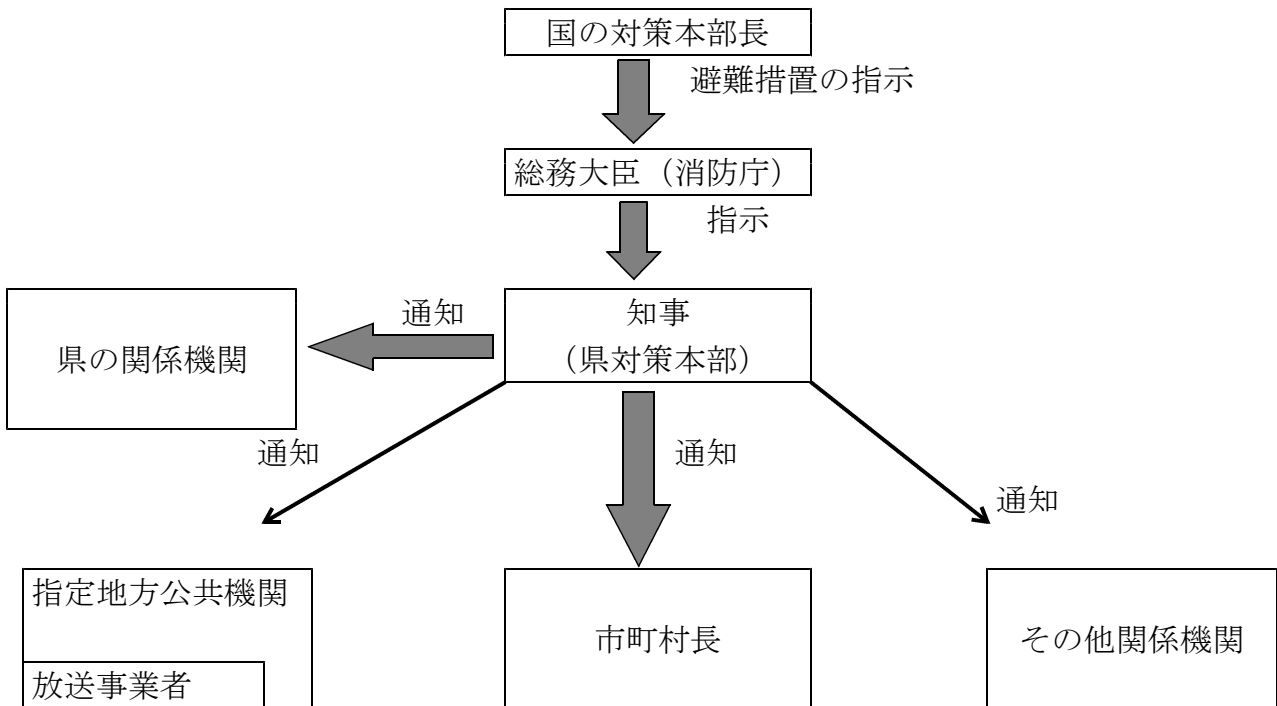 国の対策本部長
避難措置の指示
総務大臣（消防庁）
指示
通知
知事
（県対策本部）
県の関係機関
通知
通知
通知
指定地方公共機関
放送事業者
市町村長
その他関係機関